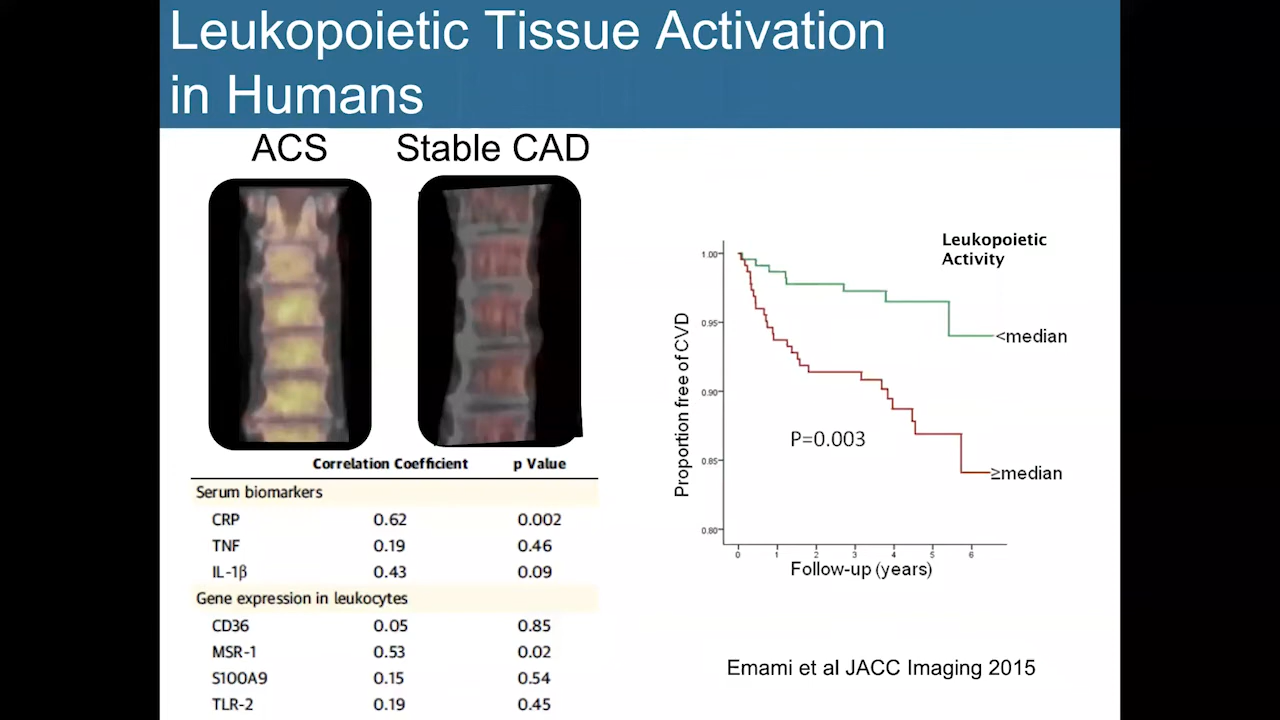 Leukopoietic Tissue Activation
in Humans
ACS Stable CAD
Correlation Coefficient p Value
Serum biomarkers
CRP 0.62 0.002
TNF 0.19 0.46
IL-1β 0.43 0.09
Gene expression in leukocytes
CD36 0.05 0.85
MSR-1 0.53 0.02
S100A9 0.15 0.54
TLR-2 0.19 0.45
Leukopoietic
Activity
Proportion free of CVD
1.00
0.95
0.90
0.85
0.80
<median
P=0.003
≥median
0 1 2 3 4 5 6
Follow-up (years)
Emami et al JACC Imaging 2015